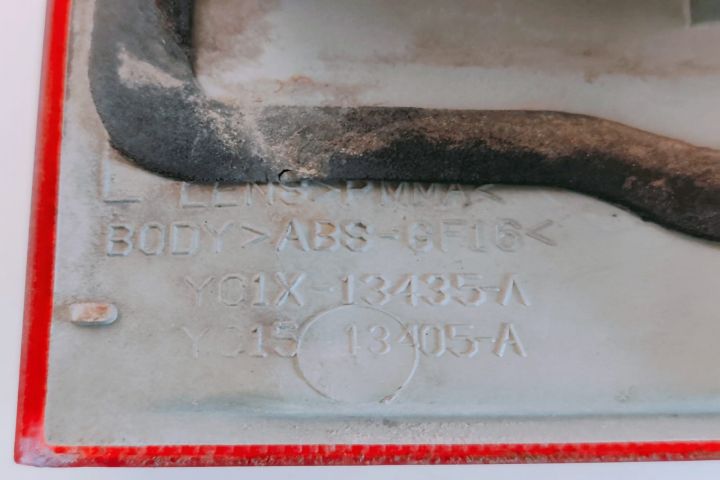 L LENS>PMMA<
BODY>ABS-GF16<
YC1X-13435-A
YC15 13405-A